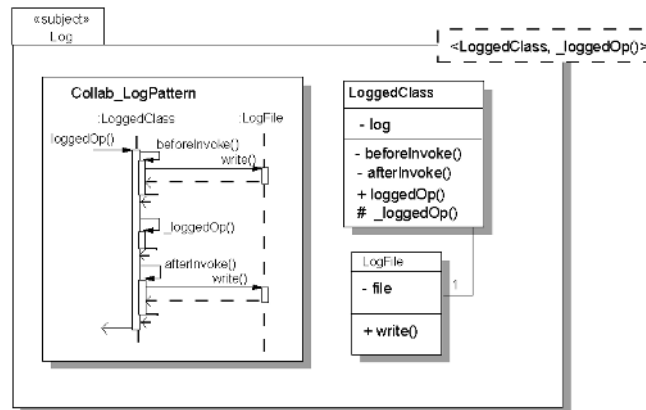 «subject»
Log
<LoggedClass, _loggedOp()>
Collab_LogPattern
:LoggedClass
:LogFile
loggedOp()
beforeInvoke()
write()
_loggedOp()
afterInvoke()
write()
LoggedClass
- log
- beforeInvoke()
- afterInvoke()
+ loggedOp()
# _loggedOp()
LogFile
- file
+ write()
1